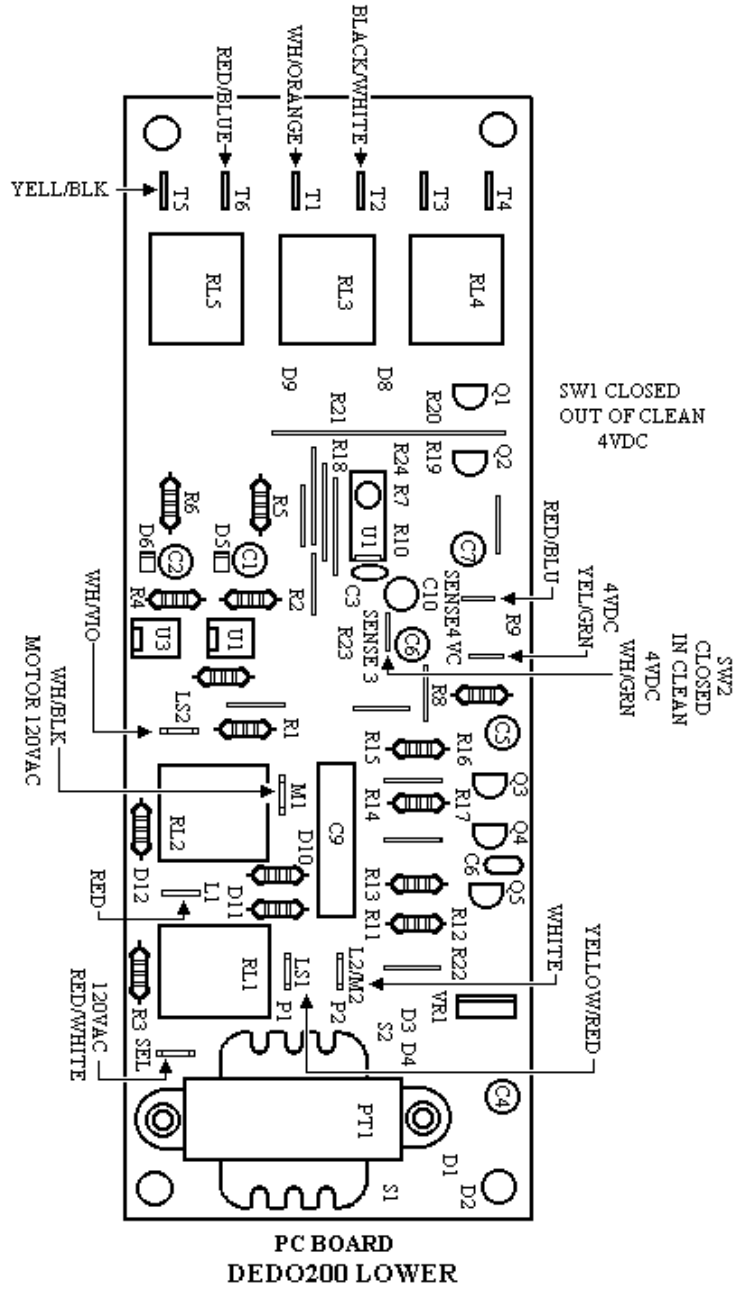 BLACK/WHITE
WH/ORANGE
RED/BLUE
YELL/BLK
T5
T6
T1
T2
T3
T4
RL5
RL3
RL4
D9
D8
R21
R20
Q1
SW1 CLOSED
OUT OF CLEAN
4VDC
R18
R24
R19
Q2
R6
R5
R7
U1
R10
C7
D6
C2
D5
C1
C3
C10
SENSE4
VC
RED/BLU
R4
R2
R9
4VDC
YEL/GRN
U3
U1
R23
SENSE 3
C6
SW2
CLOSED
IN CLEAN
4VDC
WH/GRN
WH/VIO
WH/BLK
MOTOR 120VAC
LS2
R1
R8
C5
R15
R16
M1
RL2
C9
R14
R17
Q3
Q4
D12
D10
C6
RED
L1
D11
R13
R11
R12
Q5
WHITE
YELLOW/RED
RL1
LS1
L2/M2
R22
R3
P1
P2
VR1
120VAC
RED/WHITE
SEL
S2
D3
D4
C4
PT1
D1
S1
D2
PC BOARD
DEDO200 LOWER